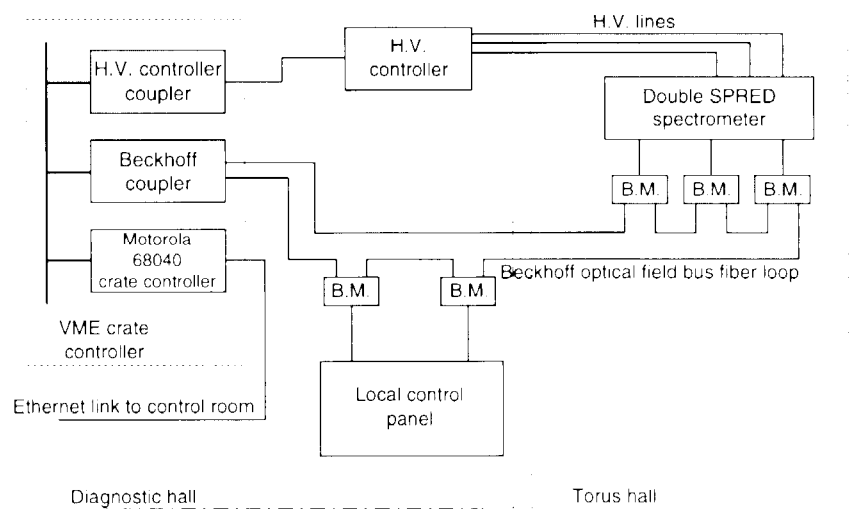 H.V. lines
H.V. controller
coupler
H.V.
controller
Double SPRED
spectrometer
Beckhoff
coupler
B.M.
B.M.
B.M.
Motorola
68040
crate controller
Beckhoff optical field bus fiber loop
B.M.
B.M.
VME crate
controller
Local control
panel
Ethernet link to control room
Diagnostic hall
Torus hall